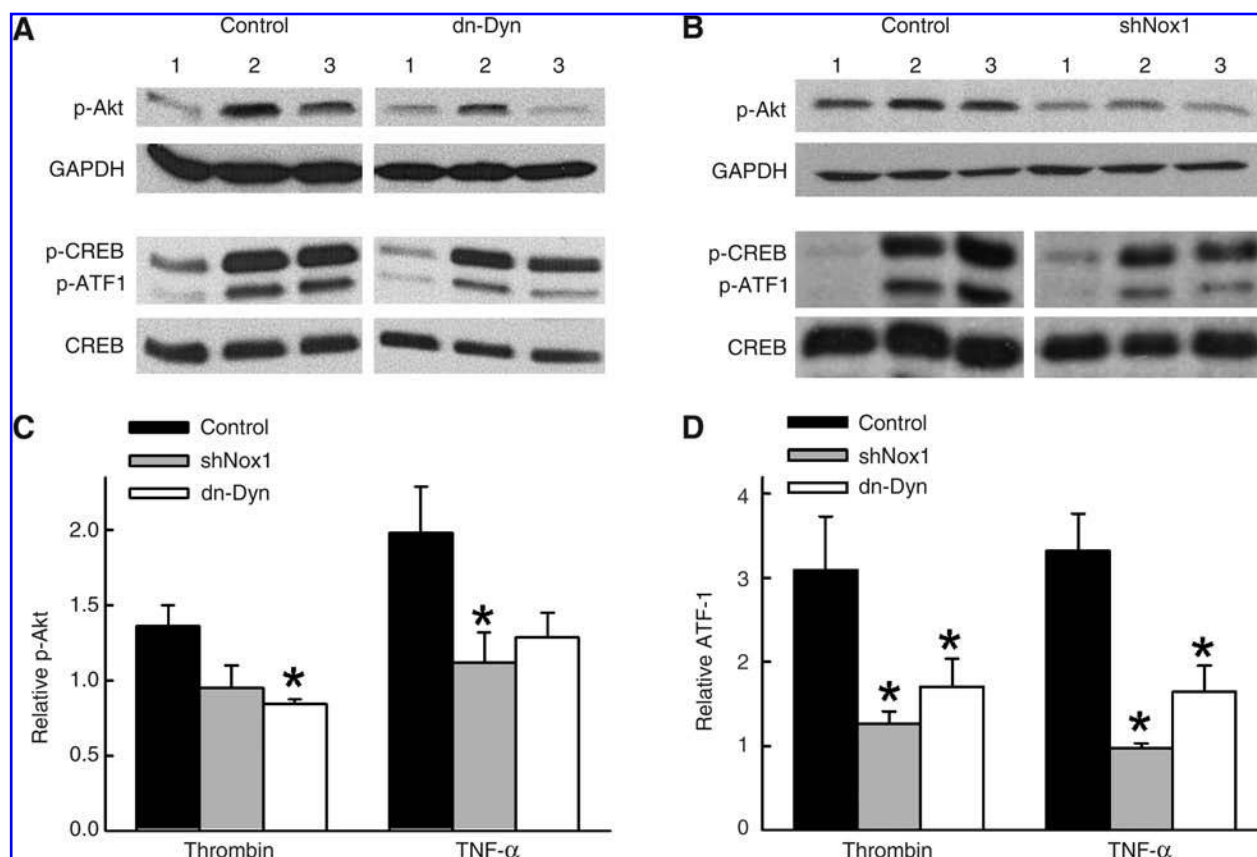 A Control dn-Dyn
1 2 3 1 2 3
p-Akt
GAPDH
p-CREB
p-ATF1
CREB
B Control shNox1
1 2 3 1 2 3
p-Akt
GAPDH
p-CREB
p-ATF1
CREB
C
Control
shNox1
dn-Dyn
Relative p-Akt
2.0
1.5
1.0
0.5
0.0
* *
Thrombin TNF-α
D
Control
shNox1
dn-Dyn
Relative ATF-1
4
3
2
1
0
* * * *
Thrombin TNF-α